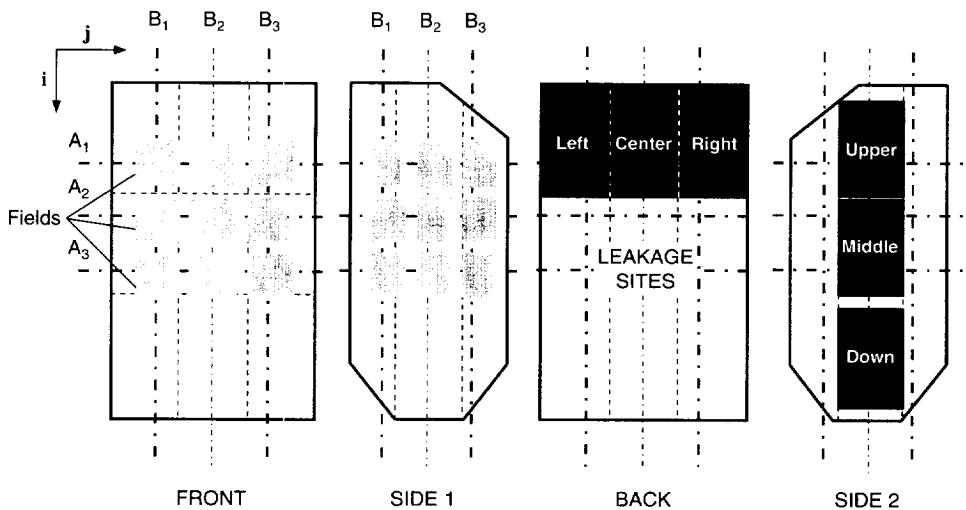 B1 B2 B3 B1 B2 B3
j
i
A1
Left Center Right Upper
A2
Fields
Middle
A3
LEAKAGE
SITES
Down
FRONT SIDE 1 BACK SIDE 2